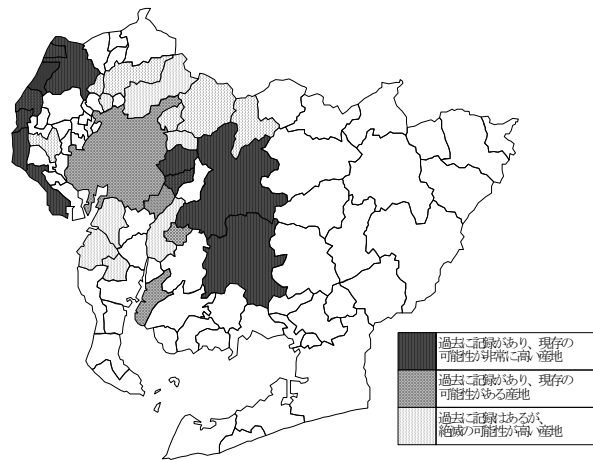 過去に記録があり、現存の
可能性が非常に高い産地
過去に記録があり、現存の
可能性がある産地
過去に記録はあるが、
絶滅の可能性が高い産地